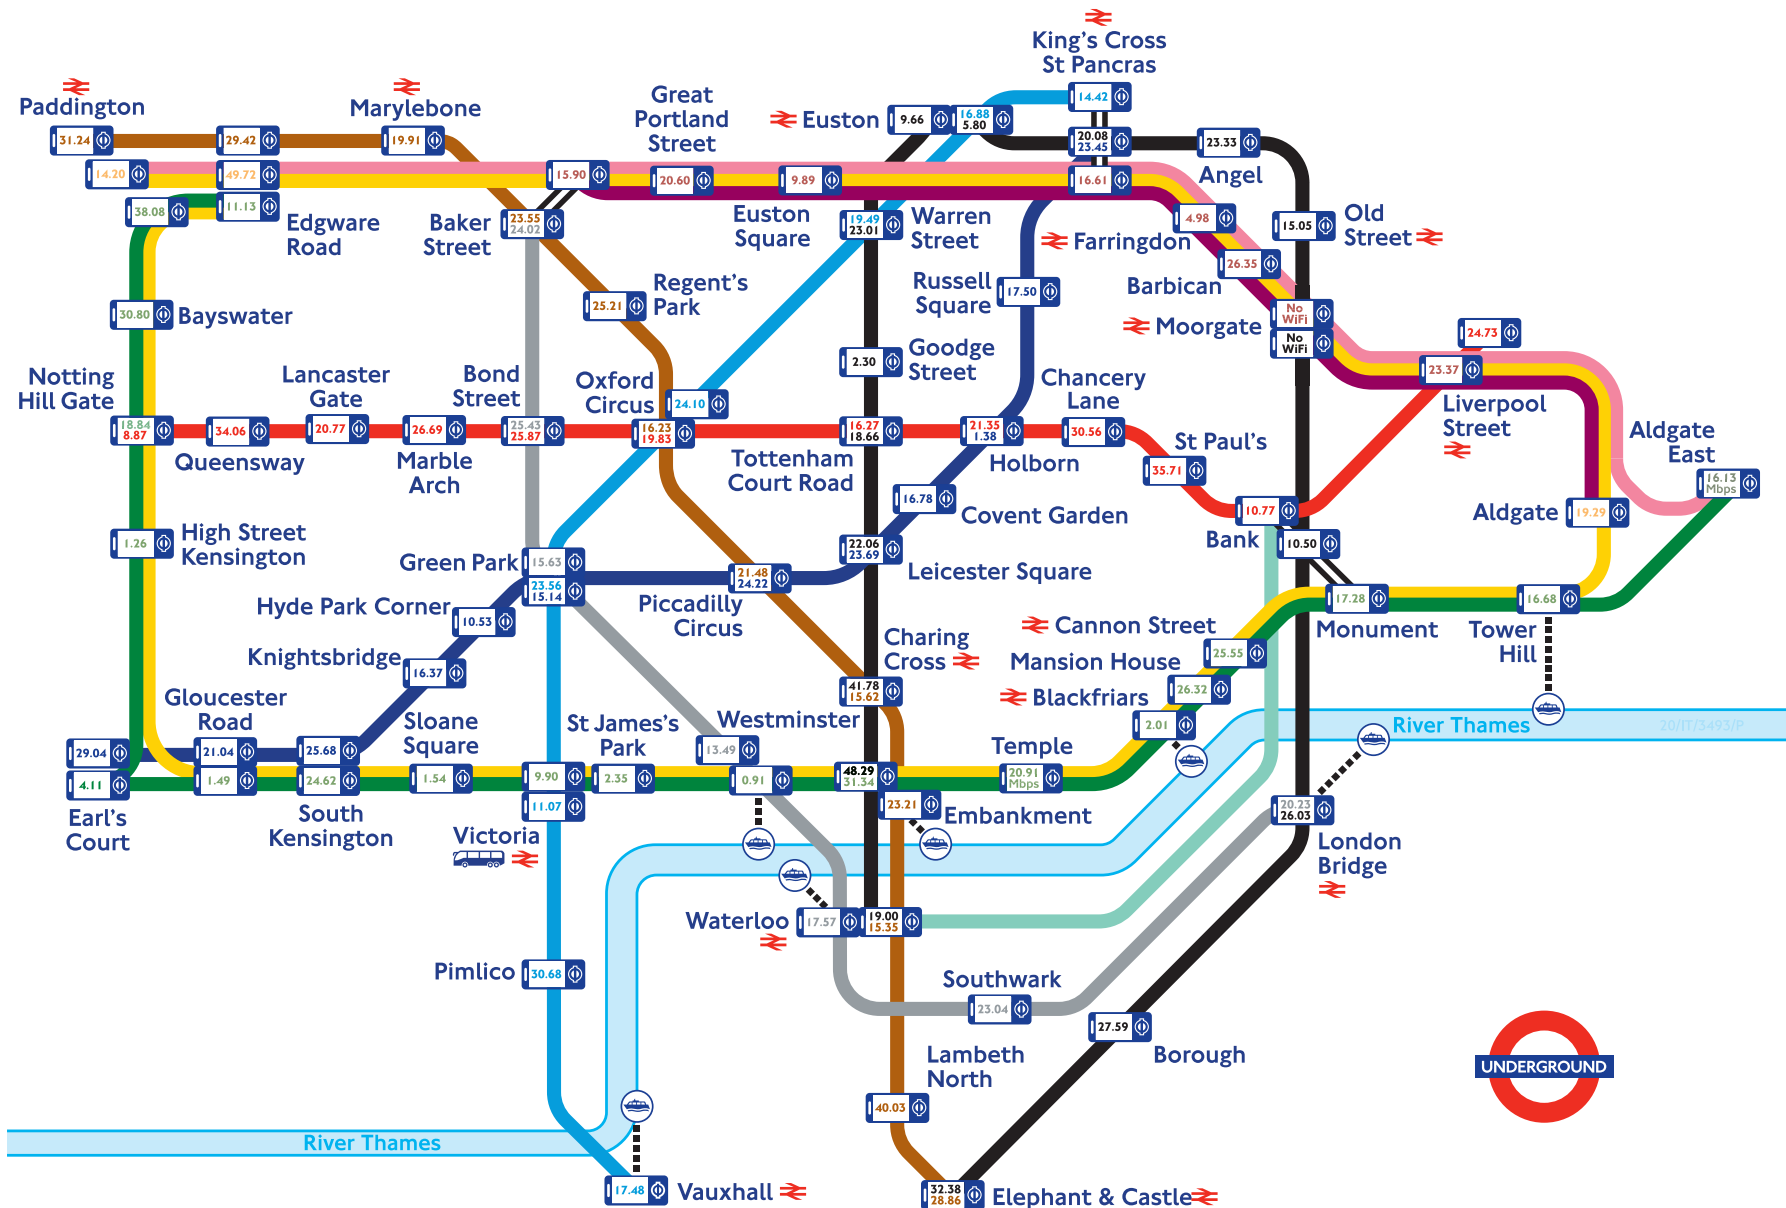 King's Cross
St Pancras
Paddington
Marylebone
Great
Portland
Street
Euston
9.66
16.88
5.80
14.42
31.24
29.42
19.91
20.08
23.45
23.33
Angel
14.20
49.72
15.90
20.60
9.89
16.61
38.08
11.13
Edgware
Road
Baker
Street
23.55
24.02
Euston
Square
19.49
23.01
Warren
Street
4.98
Farringdon
15.05
Old
Street
26.35
Barbican
Regent's
Park
25.21
Russell
Square
17.50
30.80
Bayswater
Moorgate
No
WiFi
No
WiFi
24.73
2.30
Goodge
Street
23.37
Liverpool
Street
Notting
Hill Gate
Lancaster
Gate
Bond
Street
Oxford
Circus
24.10
Chancery
Lane
18.84
8.87
34.06
20.77
26.69
25.43
25.87
16.23
19.83
16.27
18.66
21.35
1.38
30.56
St Paul's
35.71
Queensway
Marble
Arch
Tottenham
Court Road
Holborn
Aldgate
East
16.13
Mbps
16.78
Covent Garden
10.77
Bank
10.50
Aldgate
19.29
1.26
High Street
Kensington
Green Park
15.63
23.56
15.14
22.06
23.69
Leicester Square
21.48
24.22
Piccadilly
Circus
Hyde Park Corner
10.53
17.28
Monument
16.68
Tower
Hill
Cannon Street
25.55
Mansion House
26.32
Blackfriars
2.01
Knightsbridge
16.37
Charing
Cross
41.78
15.62
Gloucester
Road
Sloane
Square
St James's
Park
Westminster
13.49
Temple
20.91
Mbps
River Thames
20/IT/3493/P
29.04
21.04
25.68
4.11
1.49
24.62
1.54
9.90
2.35
0.91
48.29
31.34
23.21
Embankment
Earl's
Court
South
Kensington
11.07
Victoria
20.23
26.03
London
Bridge
Waterloo
17.57
19.00
15.35
Pimlico
30.68
Southwark
23.04
27.59
Borough
Lambeth
North
40.03
UNDERGROUND
River Thames
17.48
Vauxhall
32.38
28.86
Elephant & Castle